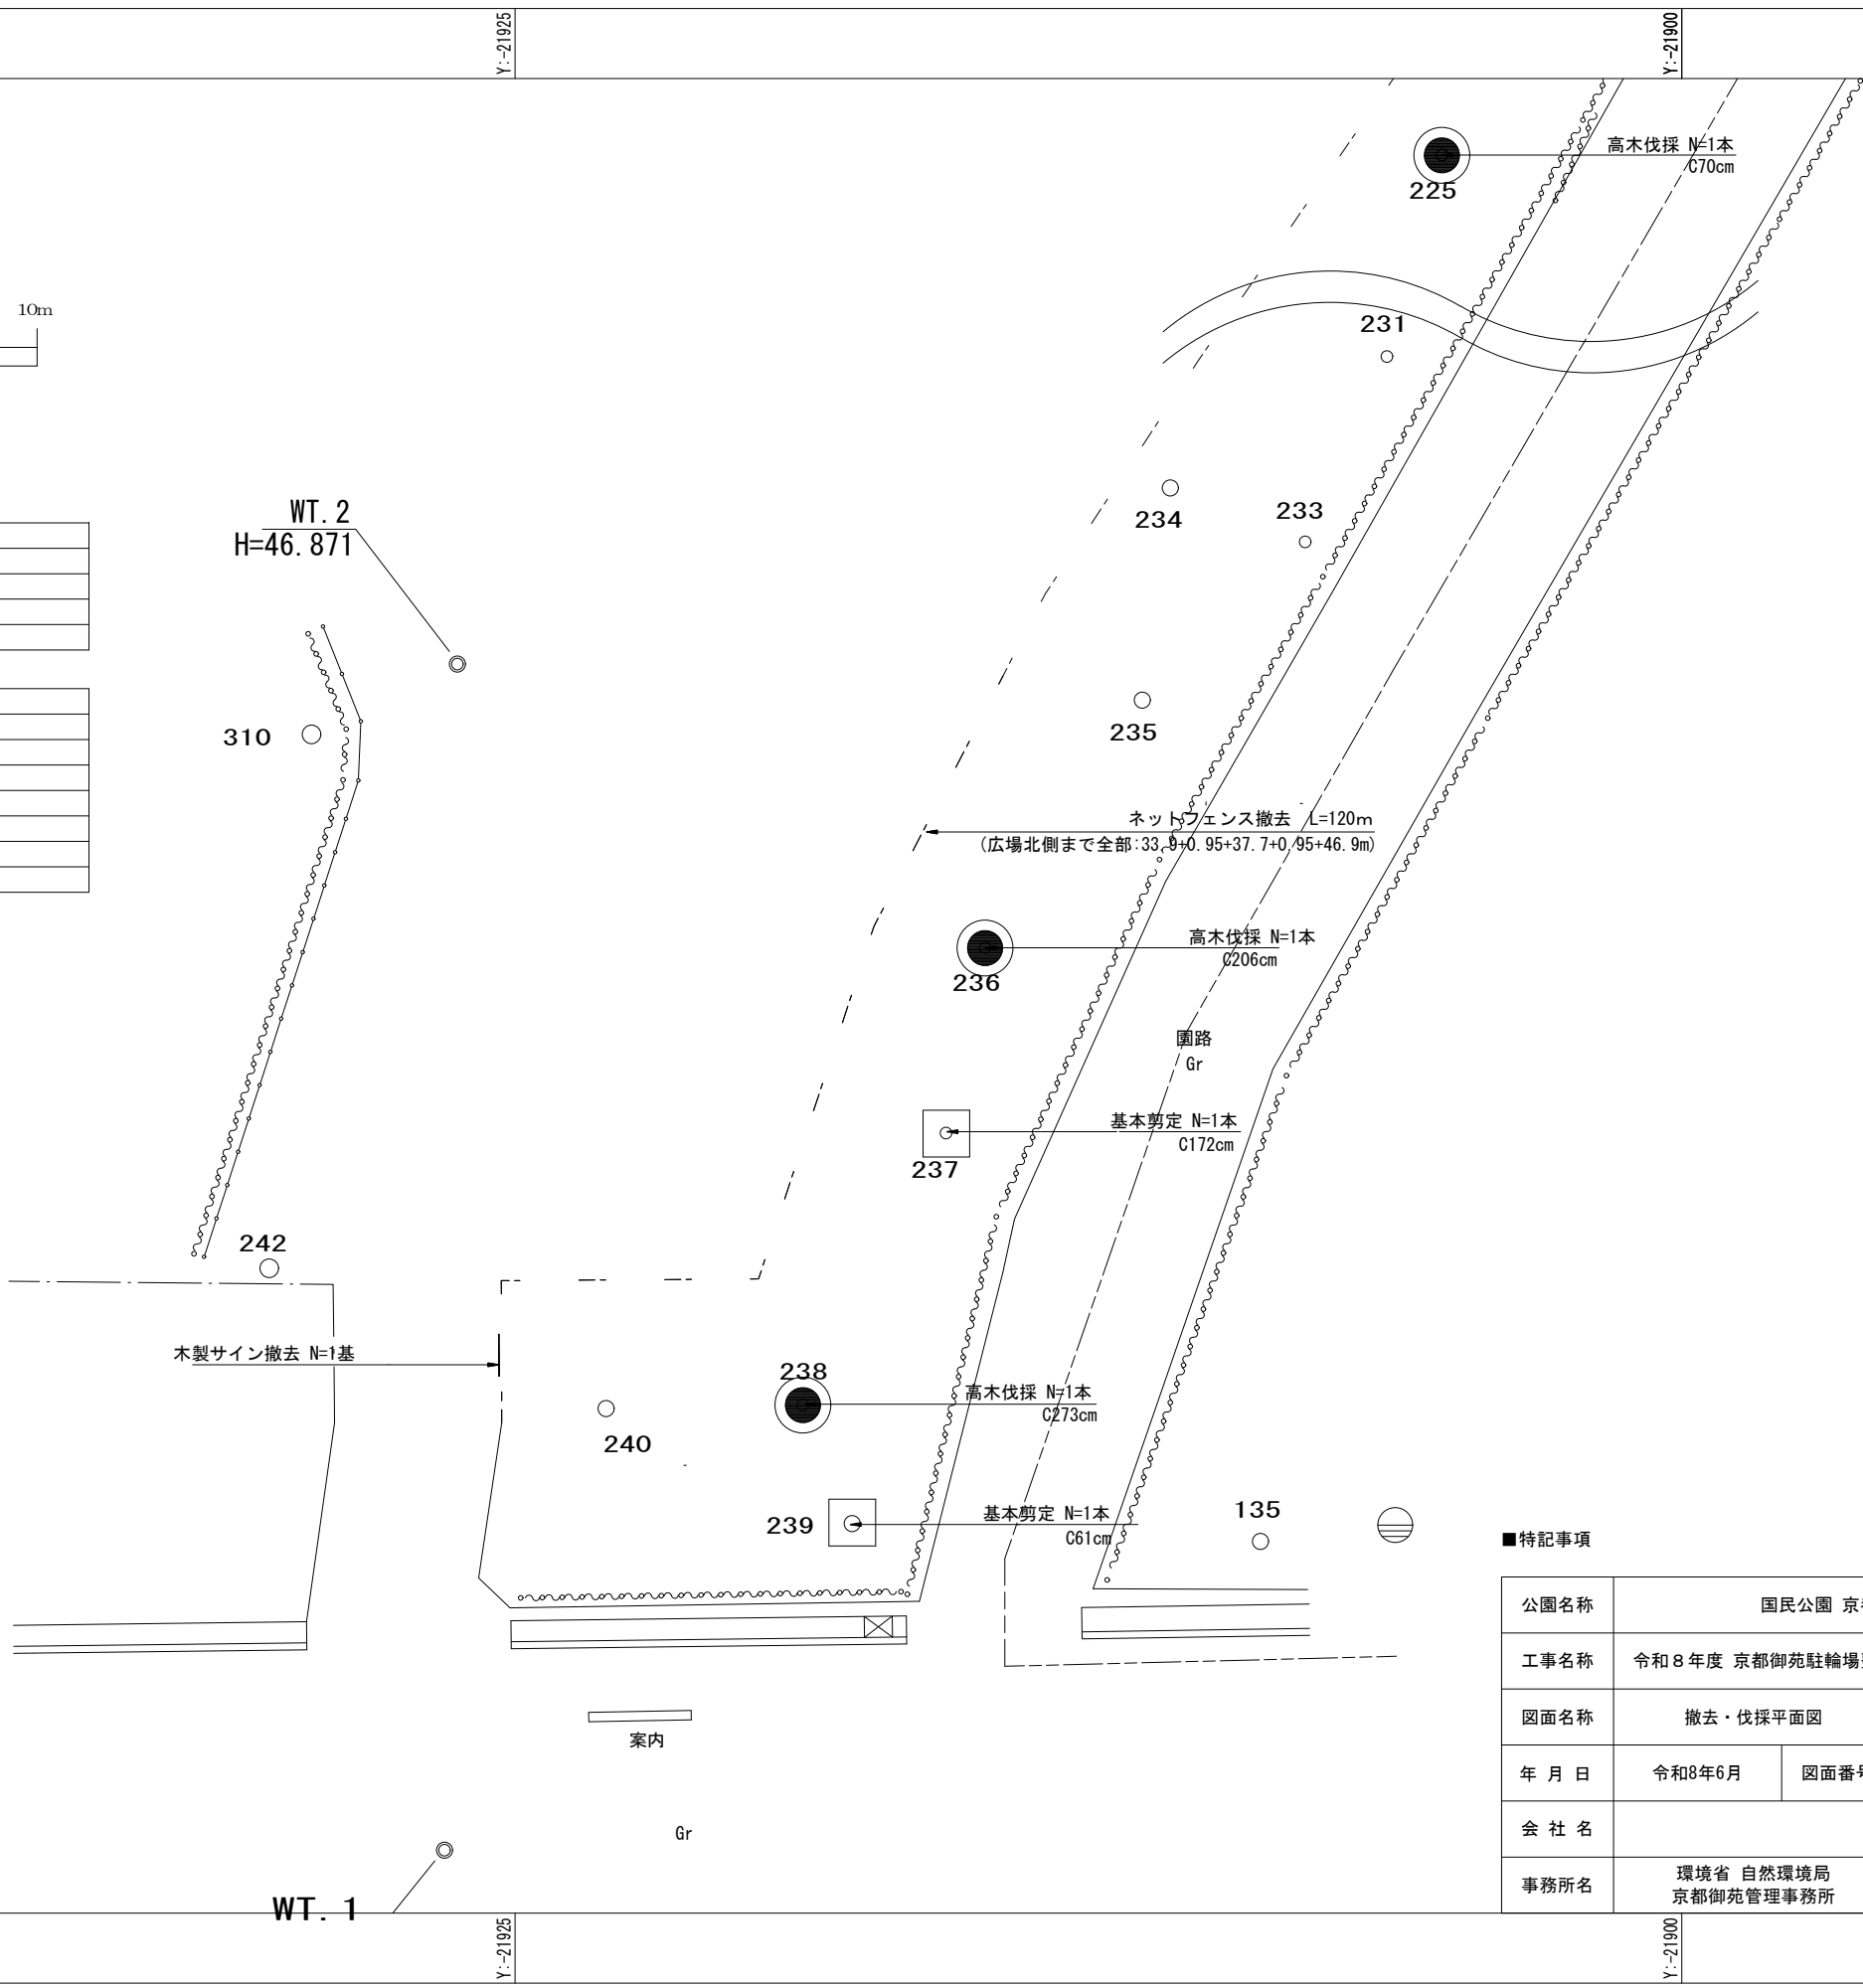 Y:-21925
Y:-21900
高木伐採 N=1本
C70cm
225
10m
231
WT. 2
H=46. 871
234
233
310
235
ネットフェンス撤去 L=120m
(広場北側まで全部:33.9+0.95+37.7+0.95+46.9m)
高木伐採 N=1本
C206cm
236
園路
Gr
基本剪定 N=1本
C172cm
237
242
木製サイン撤去 N=1基
238
高木伐採 N=1本
C273cm
240
基本剪定 N=1本
C61cm
239
135
■特記事項
公園名称 国民公園 京
工事名称 令和8年度 京都御苑駐輪場
図面名称 撤去・伐採平面図
案内
年 月 日 令和8年6月 図面番
会 社 名
Gr
事務所名 環境省 自然環境局
京都御苑管理事務所
WT. 1
Y:-21925
Y:-21900